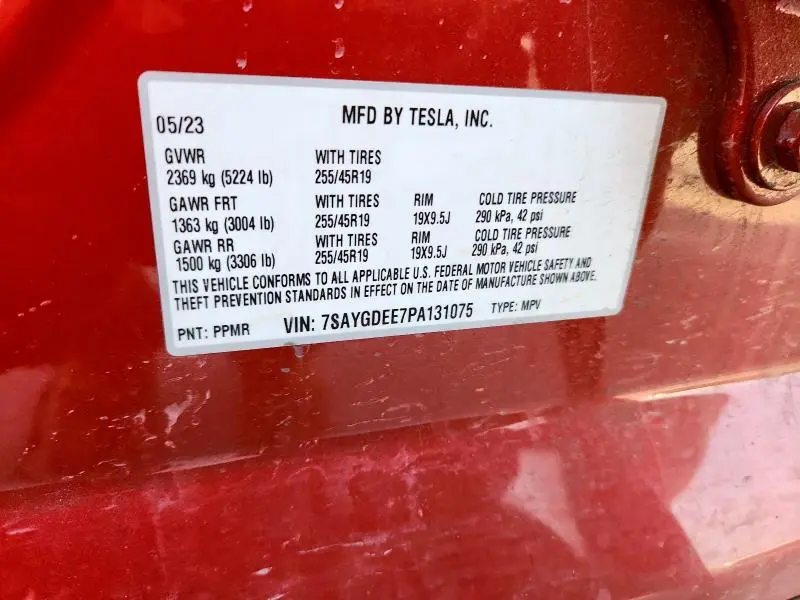 05/23 MFD BY TESLA, INC.
GVWR WITH TIRES
2369 kg (5224 lb) 255/45R19
GAWR FRT WITH TIRES RIM COLD TIRE PRESSURE
1363 kg (3004 lb) 255/45R19 19X9.5J 290 kPa, 42 psi
GAWR RR WITH TIRES RIM COLD TIRE PRESSURE
1500 kg (3306 lb) 255/45R19 19X9.5J 290 kPa, 42 psi
THIS VEHICLE CONFORMS TO ALL APPLICABLE U.S. FEDERAL MOTOR VEHICLE SAFETY AND
THEFT PREVENTION STANDARDS IN EFFECT ON THE DATE OF MANUFACTURE SHOWN ABOVE.
PNT: PPMR VIN: 7SAYGDEE7PA131075 TYPE: MPV